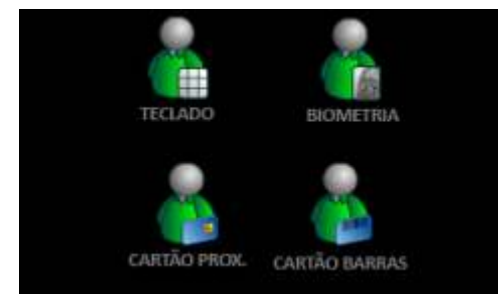 TECLADO
BIOMETRIA
CARTÃO PROX.
CARTÃO BARRAS